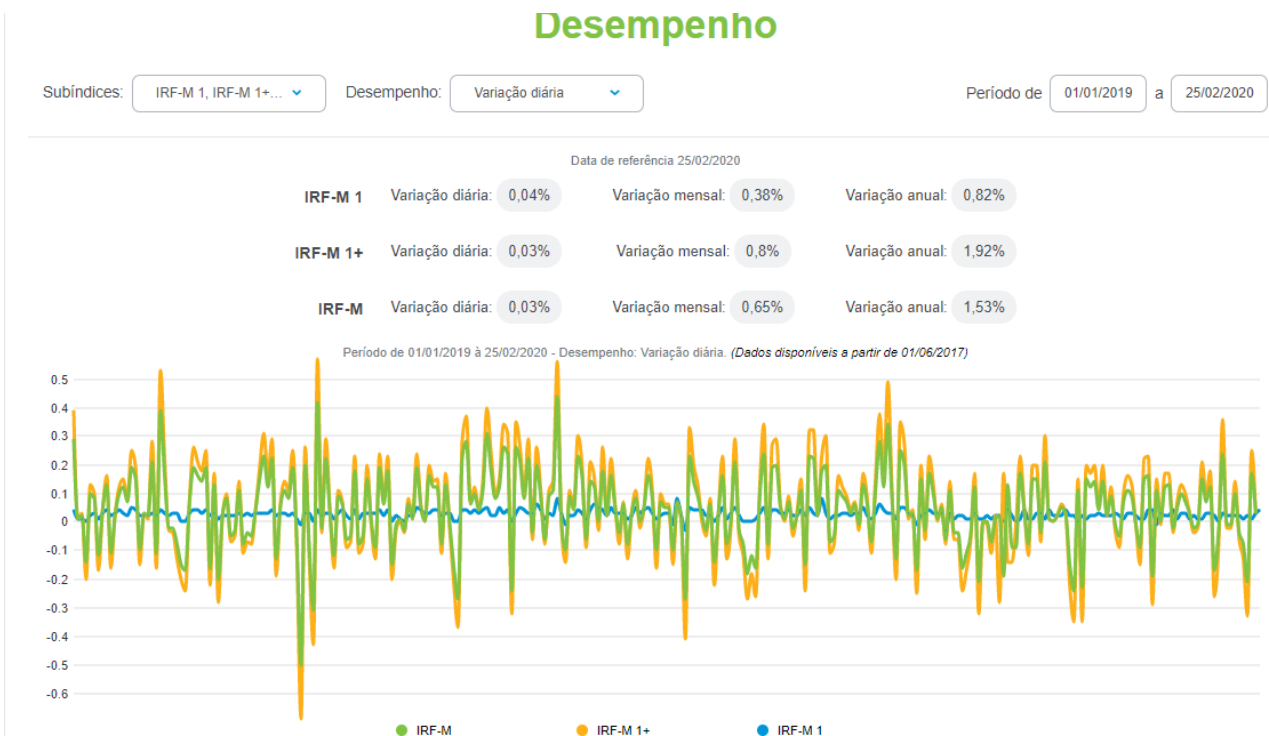 Desempenho
Subíndices: IRF-M 1, IRF-M 1+... Desempenho: Variação diária Período de 01/01/2019 a 25/02/2020
Data de referência 25/02/2020
IRF-M 1 Variação diária: 0,04% Variação mensal: 0,38% Variação anual: 0,82%
IRF-M 1+ Variação diária: 0,03% Variação mensal: 0,8% Variação anual: 1,92%
IRF-M Variação diária: 0,03% Variação mensal: 0,65% Variação anual: 1,53%
Período de 01/01/2019 à 25/02/2020 - Desempenho: Variação diária. (Dados disponíveis a partir de 01/06/2017)
0.5
0.4
0.3
0.2
0.1
0
-0.1
-0.2
-0.3
-0.4
-0.5
-0.6
IRF-M IRF-M 1+ IRF-M 1